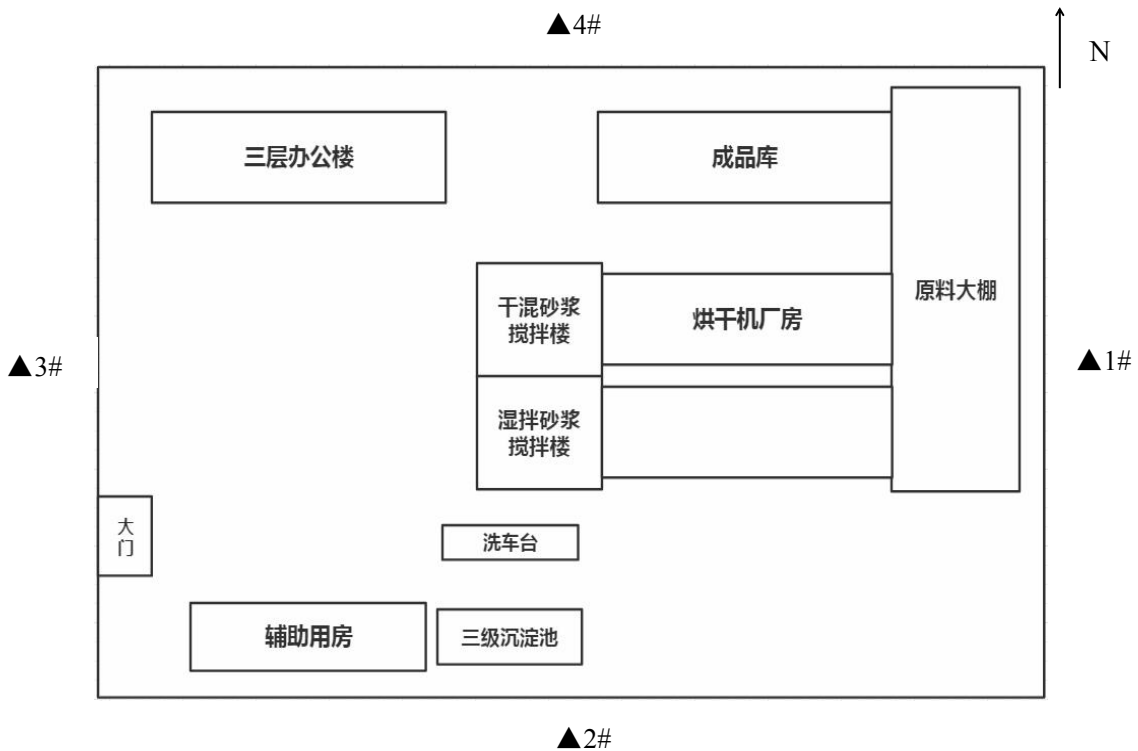 ▲4#
N
三层办公楼
成品库
原料大棚
干混砂浆
搅拌楼
烘干机厂房
▲3#
▲1#
湿拌砂浆
搅拌楼
大
门
洗车台
辅助用房
三级沉淀池
▲2#